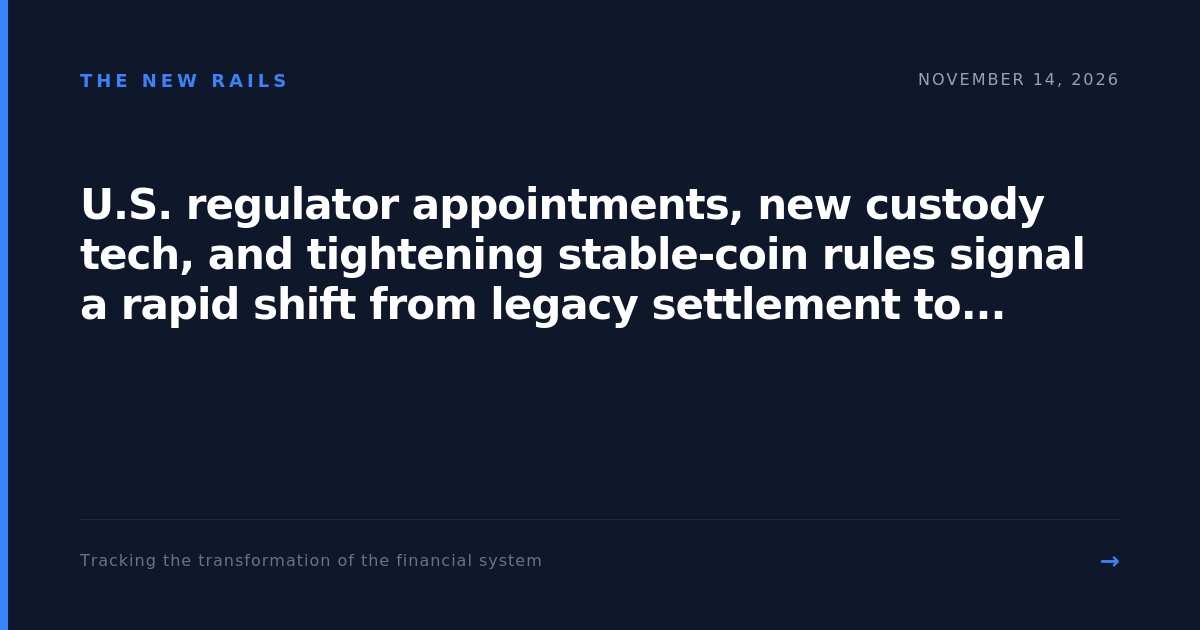 THE NEW RAILS
NOVEMBER 14, 2026
U.S. regulator appointments, new custody
tech, and tightening stable-coin rules signal
a rapid shift from legacy settlement to...
Tracking the transformation of the financial system
→